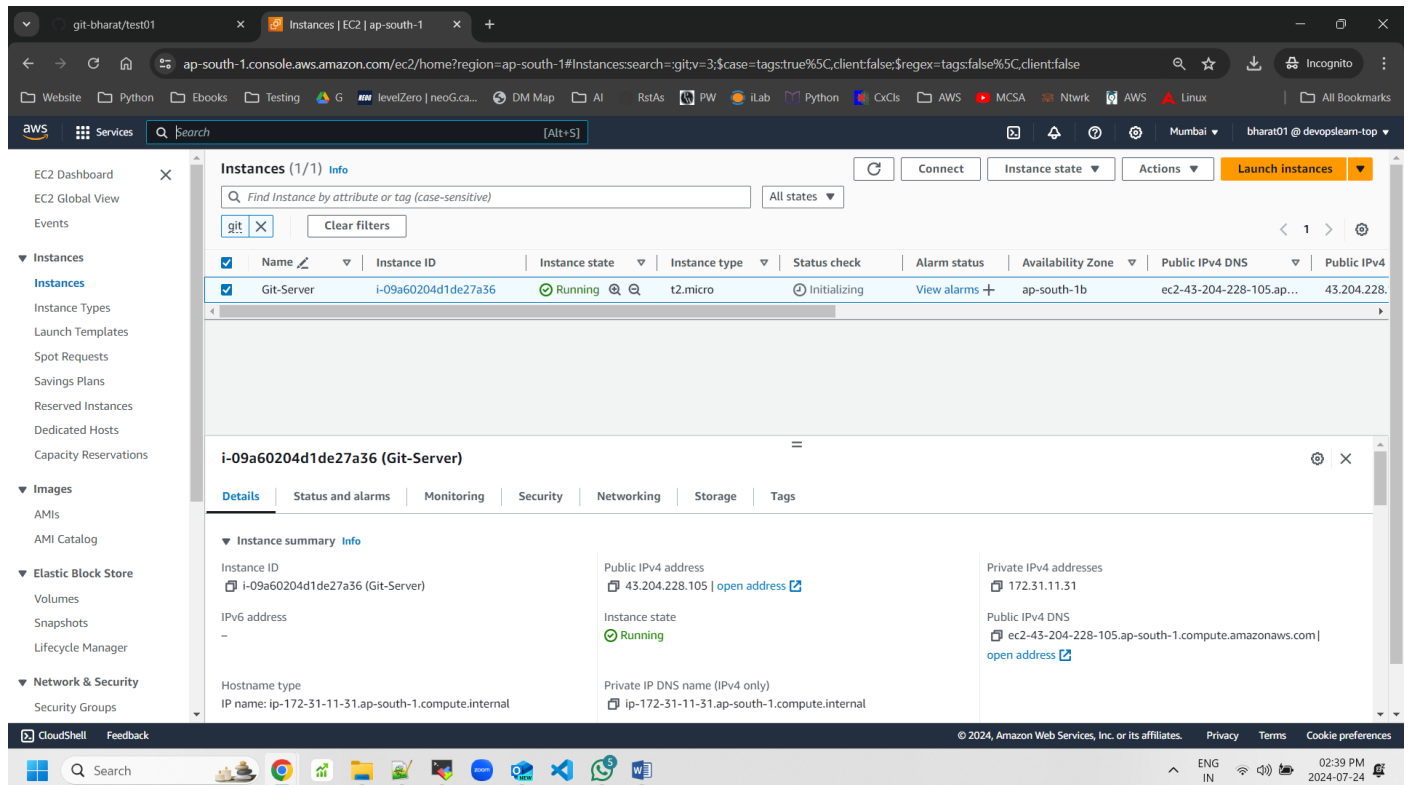 git-bharat/test01
Instances | EC2 | ap-south-1
ap-south-1.console.aws.amazon.com/ec2/home?region=ap-south-1#Instances:search=:git;v=3;$case=tags:true%5C,client:false;$regex=tags:false%5C,client:false
Incognito
Website Python Ebooks Testing G levelZero | neoG.ca... DM Map AI RstAs PW iLab Python CxCls AWS MCSA Ntwrk AWS Linux All Bookmarks
aws Services Search [Alt+S] Mumbai ▼ bharat01 @ devopslearn-top ▼
EC2 Dashboard
EC2 Global View
Events
Instances
Instances
Instance Types
Launch Templates
Spot Requests
Savings Plans
Reserved Instances
Dedicated Hosts
Capacity Reservations
Images
AMIs
AMI Catalog
Elastic Block Store
Volumes
Snapshots
Lifecycle Manager
Network & Security
Security Groups
Instances (1/1) Info
Connect Instance state ▼ Actions ▼ Launch instances ▼
Find Instance by attribute or tag (case-sensitive) All states ▼
git Clear filters
1
Name Instance ID Instance state Instance type Status check Alarm status Availability Zone Public IPv4 DNS Public IPv4
Git-Server i-09a60204d1de27a36 Running t2.micro Initializing View alarms + ap-south-1b ec2-43-204-228-105.ap... 43.204.228.
i-09a60204d1de27a36 (Git-Server)
Details Status and alarms Monitoring Security Networking Storage Tags
Instance summary Info
Instance ID
i-09a60204d1de27a36 (Git-Server)
Public IPv4 address
43.204.228.105 | open address
Private IPv4 addresses
172.31.11.31
IPv6 address
–
Instance state
Running
Public IPv4 DNS
ec2-43-204-228-105.ap-south-1.compute.amazonaws.com |
open address
Hostname type
IP name: ip-172-31-11-31.ap-south-1.compute.internal
Private IP DNS name (IPv4 only)
ip-172-31-11-31.ap-south-1.compute.internal
CloudShell Feedback © 2024, Amazon Web Services, Inc. or its affiliates. Privacy Terms Cookie preferences
Search zoom NEW 5 W
ENG
IN
02:39 PM
2024-07-24